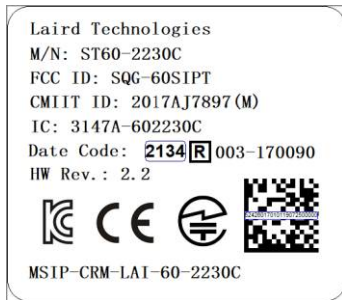 Laird Technologies
M/N: ST60-2230C
FCC ID: SQG-60SIPT
CMIIT ID: 2017AJ7897(M)
IC: 3147A-602230C
Date Code: 2134 R 003-170090
HW Rev.: 2.2
MSIP-CRM-LAI-60-2230C